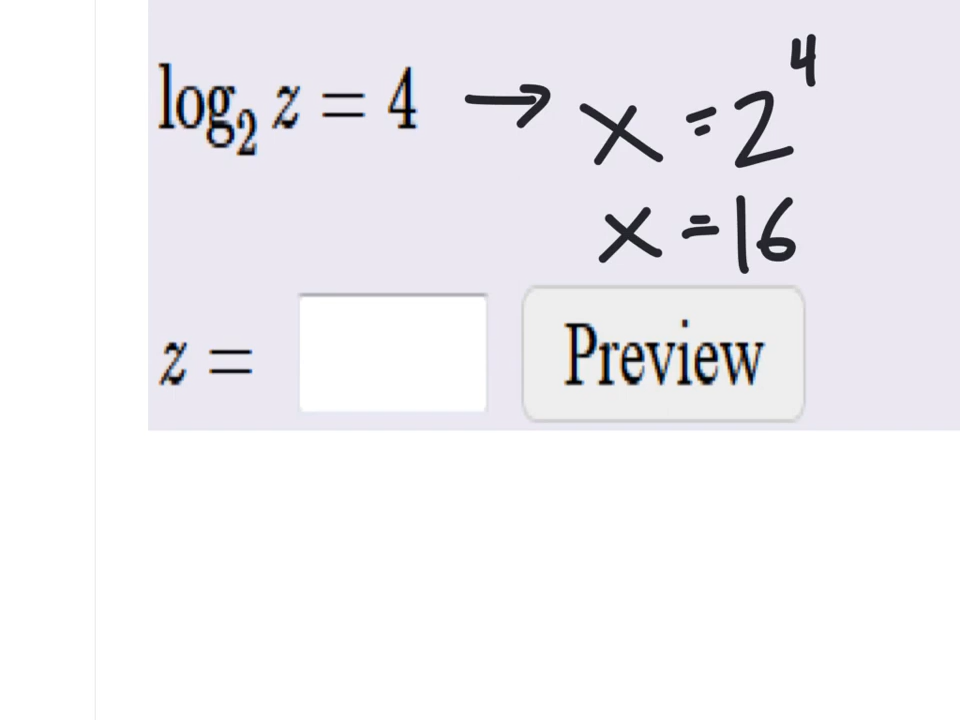 log₂ z = 4 → x = 2⁴
x = 16
z = Preview